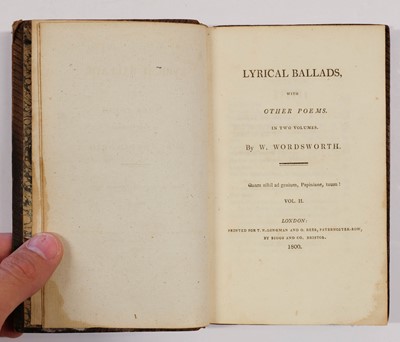 LYRICAL BALLADS,
WITH
OTHER POEMS.
IN TWO VOLUMES.
By W. WORDSWORTH.
Quam nihil ad genium, Papiniane, tuum!
VOL. II.
LONDON:
PRINTED FOR T. N. LONGMAN AND O. REES, PATERNOSTER-ROW,
BY BIGGS AND CO. BRISTOL.
1800.